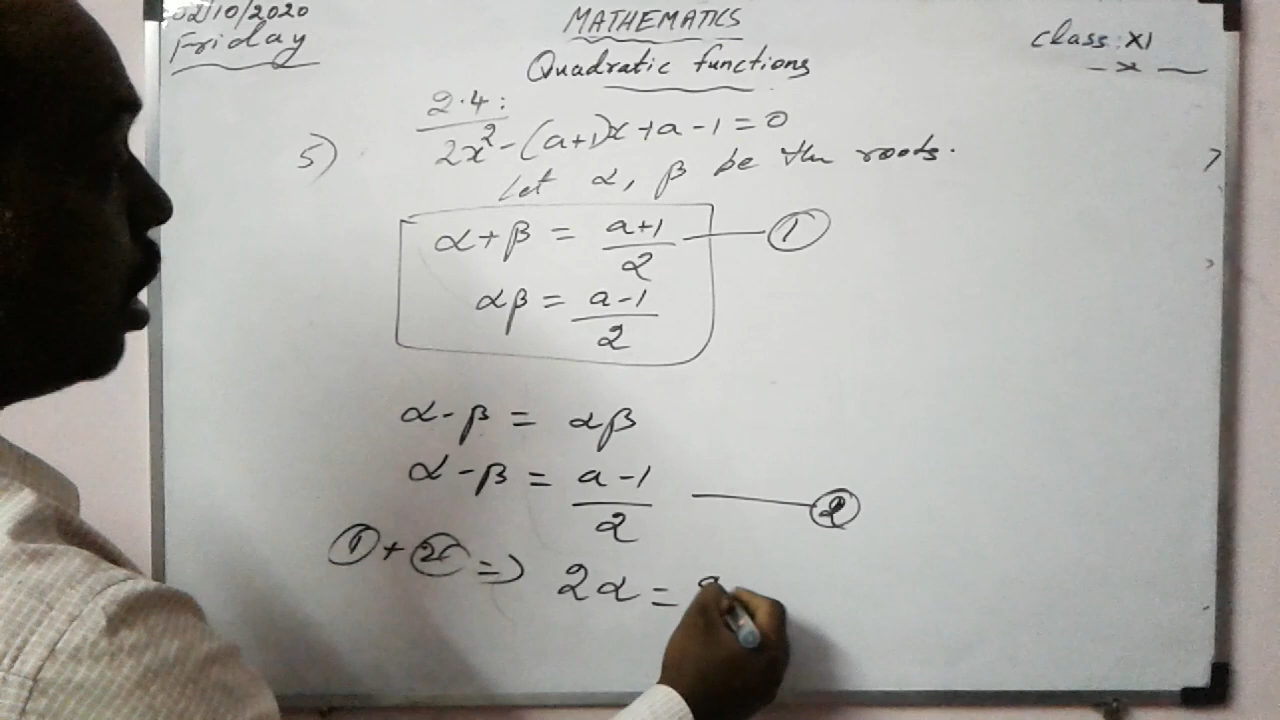 02/10/2020
Friday
MATHEMATICS
Quadratic functions
Class: XI
- x -
2.4:
5) 2x² - (a+1)x + a - 1 = 0
Let α, β be the roots.
α + β = (a+1)/2 — ①
αβ = (a-1)/2
α - β = αβ
α - β = (a-1)/2 — ②
① + ② => 2α =